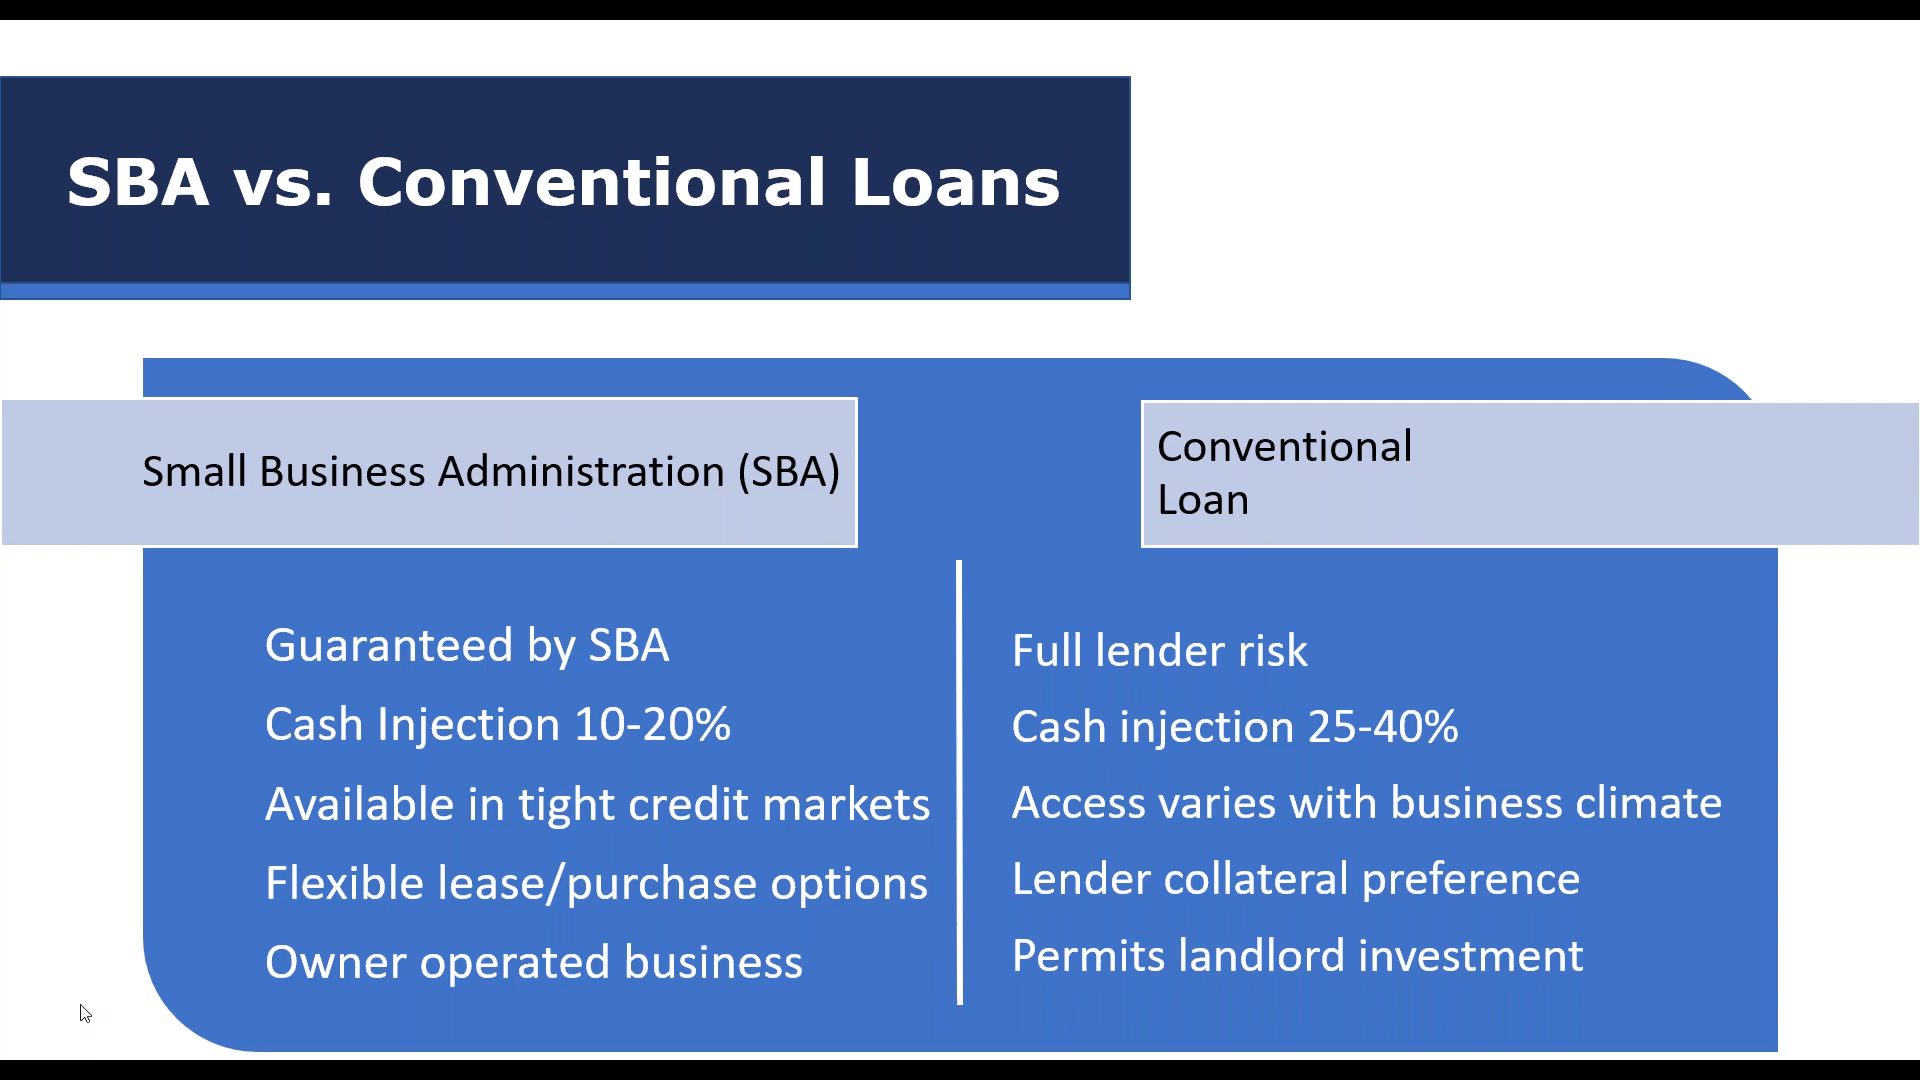 SBA vs. Conventional Loans
Small Business Administration (SBA)
Guaranteed by SBA
Cash Injection 10-20%
Available in tight credit markets
Flexible lease/purchase options
Owner operated business
Conventional
Loan
Full lender risk
Cash injection 25-40%
Access varies with business climate
Lender collateral preference
Permits landlord investment